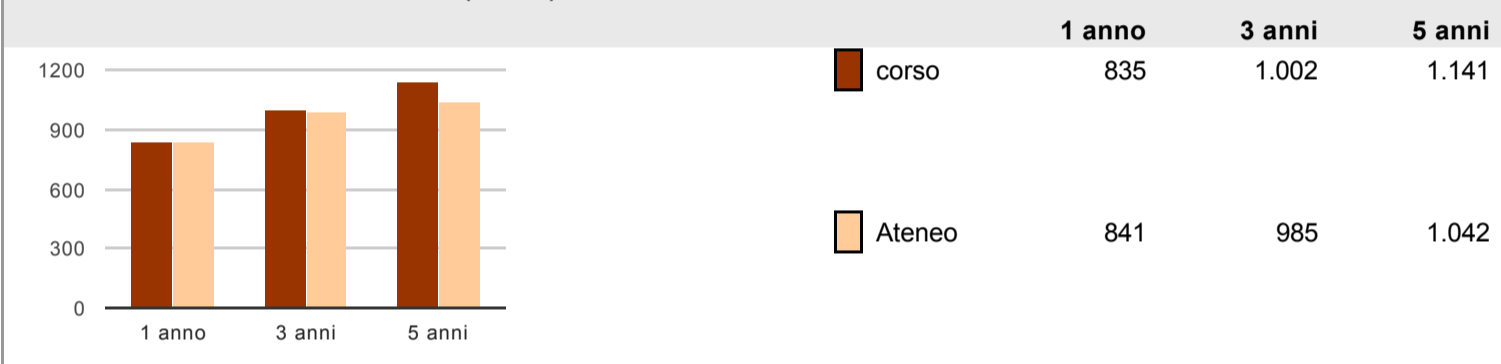 1 anno 3 anni 5 anni
1200
900
600
300
0
1 anno 3 anni 5 anni
corso 835 1.002 1.141
Ateneo 841 985 1.042